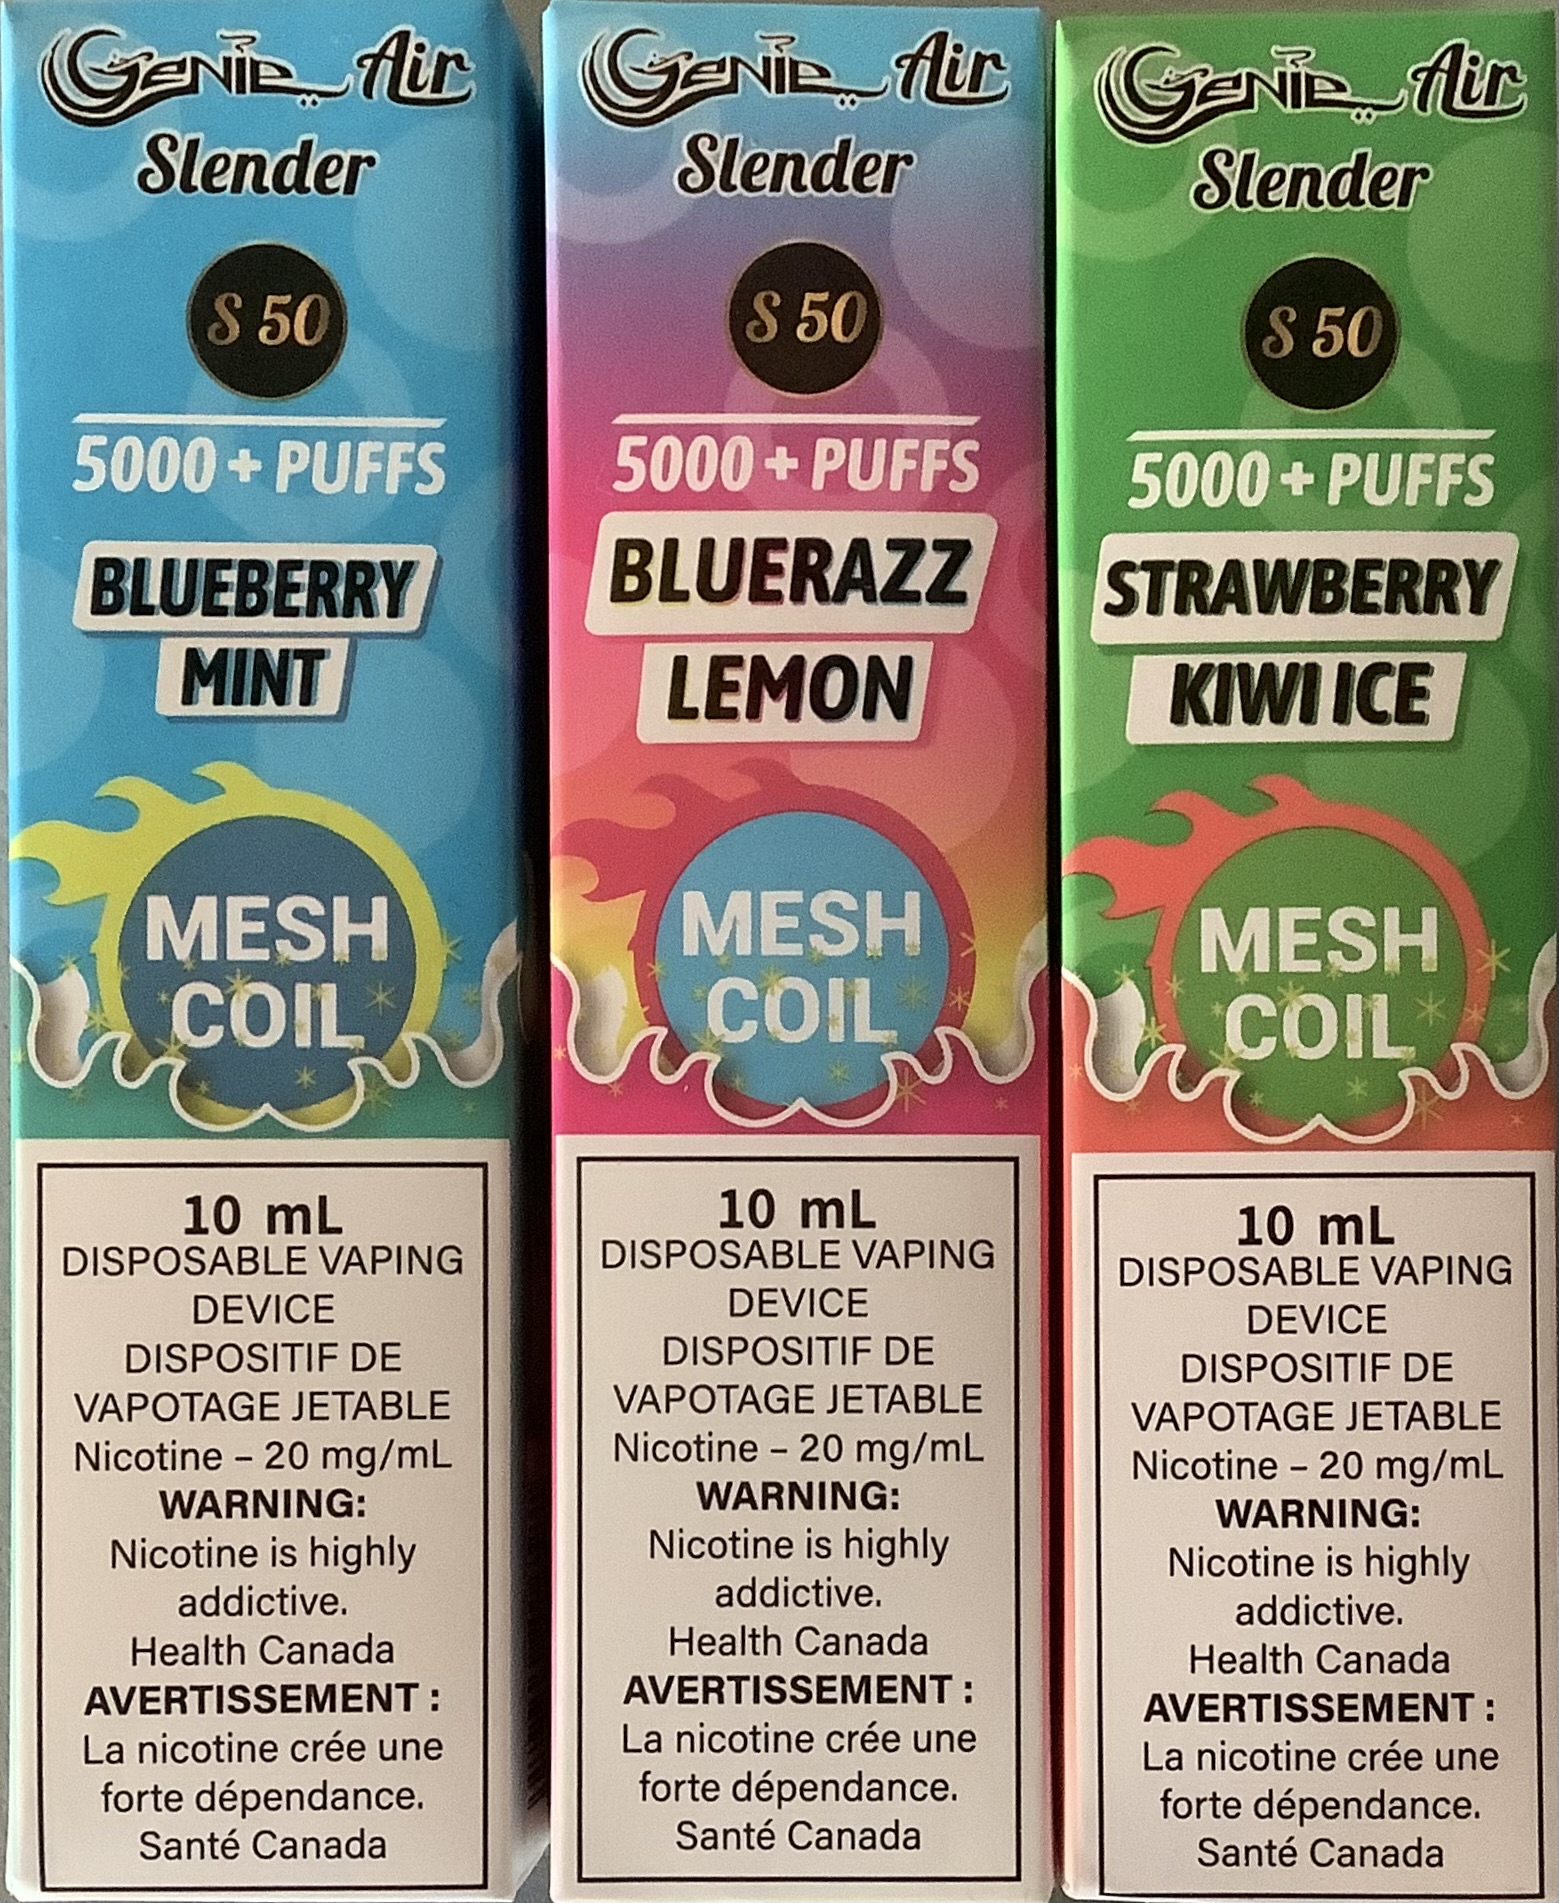 Genie Air
Slender
S 50
5000 + PUFFS
BLUEBERRY
MINT
MESH
COIL
10 mL
DISPOSABLE VAPING
DEVICE
DISPOSITIF DE
VAPOTAGE JETABLE
Nicotine – 20 mg/mL
WARNING:
Nicotine is highly
addictive.
Health Canada
AVERTISSEMENT :
La nicotine crée une
forte dépendance.
Santé Canada
Genie Air
Slender
S 50
5000 + PUFFS
BLUERAZZ
LEMON
MESH
COIL
10 mL
DISPOSABLE VAPING
DEVICE
DISPOSITIF DE
VAPOTAGE JETABLE
Nicotine – 20 mg/mL
WARNING:
Nicotine is highly
addictive.
Health Canada
AVERTISSEMENT :
La nicotine crée une
forte dépendance.
Santé Canada
Genie Air
Slender
S 50
5000 + PUFFS
STRAWBERRY
KIWI ICE
MESH
COIL
10 mL
DISPOSABLE VAPING
DEVICE
DISPOSITIF DE
VAPOTAGE JETABLE
Nicotine – 20 mg/mL
WARNING:
Nicotine is highly
addictive.
Health Canada
AVERTISSEMENT :
La nicotine crée une
forte dépendance.
Santé Canada